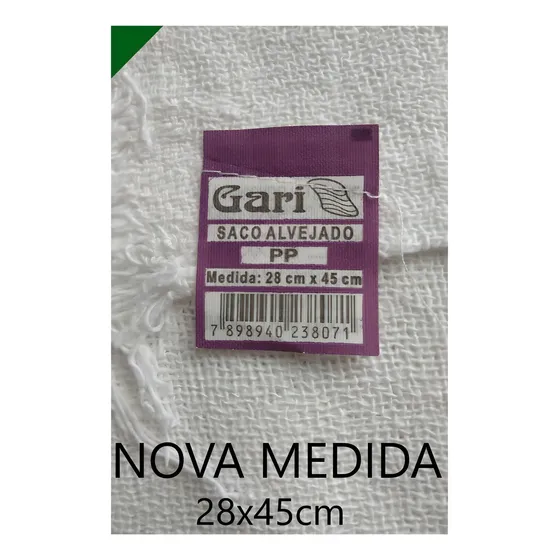 Gari
SACO ALVEJADO
PP
Medida: 28 cm x 45 cm
7 898940 238071
NOVA MEDIDA
28x45cm